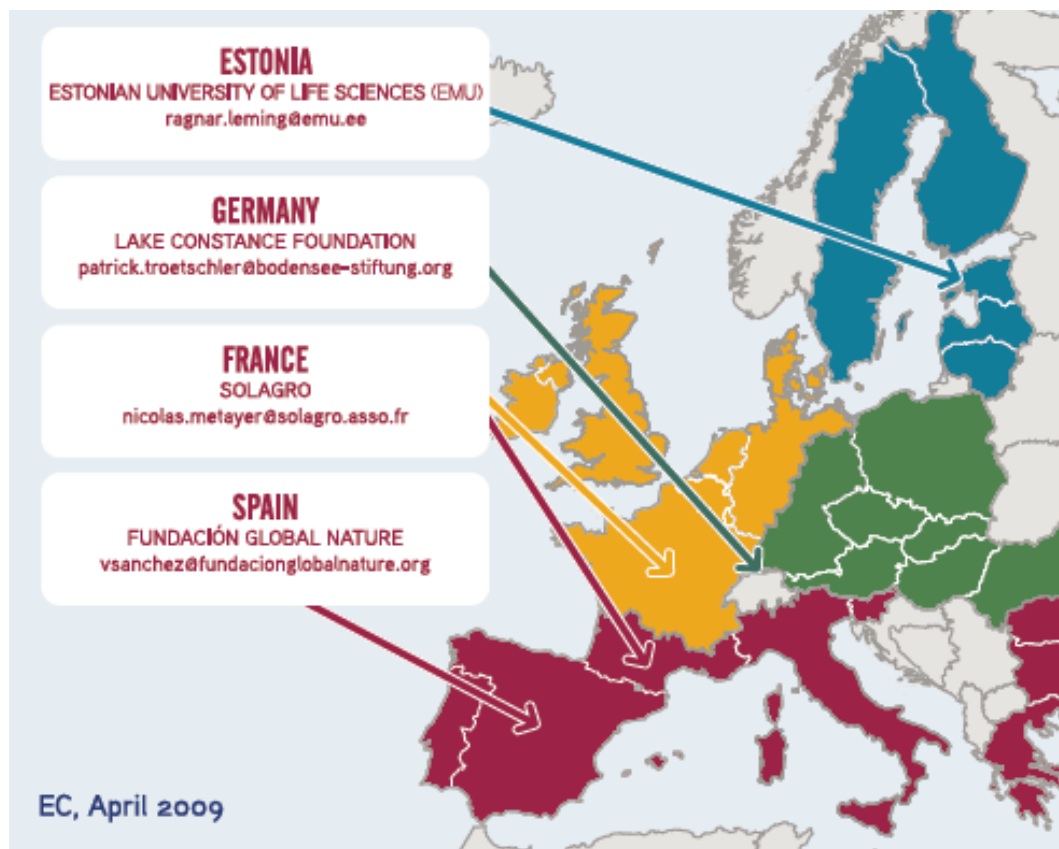 ESTONIA
ESTONIAN UNIVERSITY OF LIFE SCIENCES (EMU)
ragnar.leming@emu.ee
GERMANY
LAKE CONSTANCE FOUNDATION
patrick.troetschler@bodensee-stiftung.org
FRANCE
SOLAGRO
nicolas.metayer@solagro.asso.fr
SPAIN
FUNDACIÓN GLOBAL NATURE
vsanchez@fundacionglobalnature.org
EC, April 2009